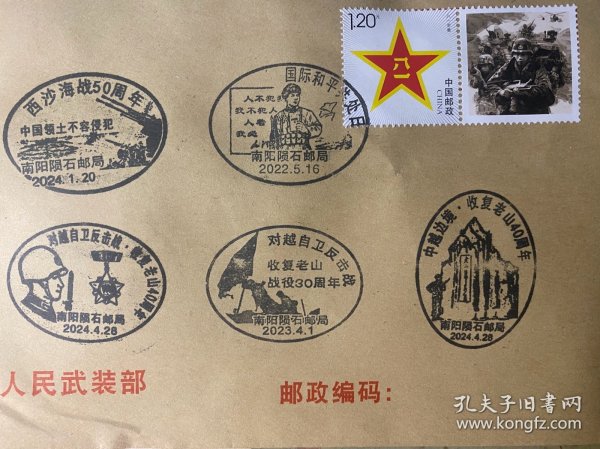 1.20元
八一
中国邮政
CHINA
西沙海战50周年
中国领土不容侵犯
南阳陨石邮局
2024.1.20
国际和平
人不犯我
我不犯人
南阳陨石邮局
2022.5.16
对越自卫反击战·收复老山40周年
南阳陨石邮局
2024.4.28
对越自卫反击战
收复老山
战役30周年
南阳陨石邮局
2023.4.1
中越边境·收复老山40周年
南阳陨石邮局
2024.4.28
人民武装部
邮政编码：
孔夫子旧书网
www.kongfz.com